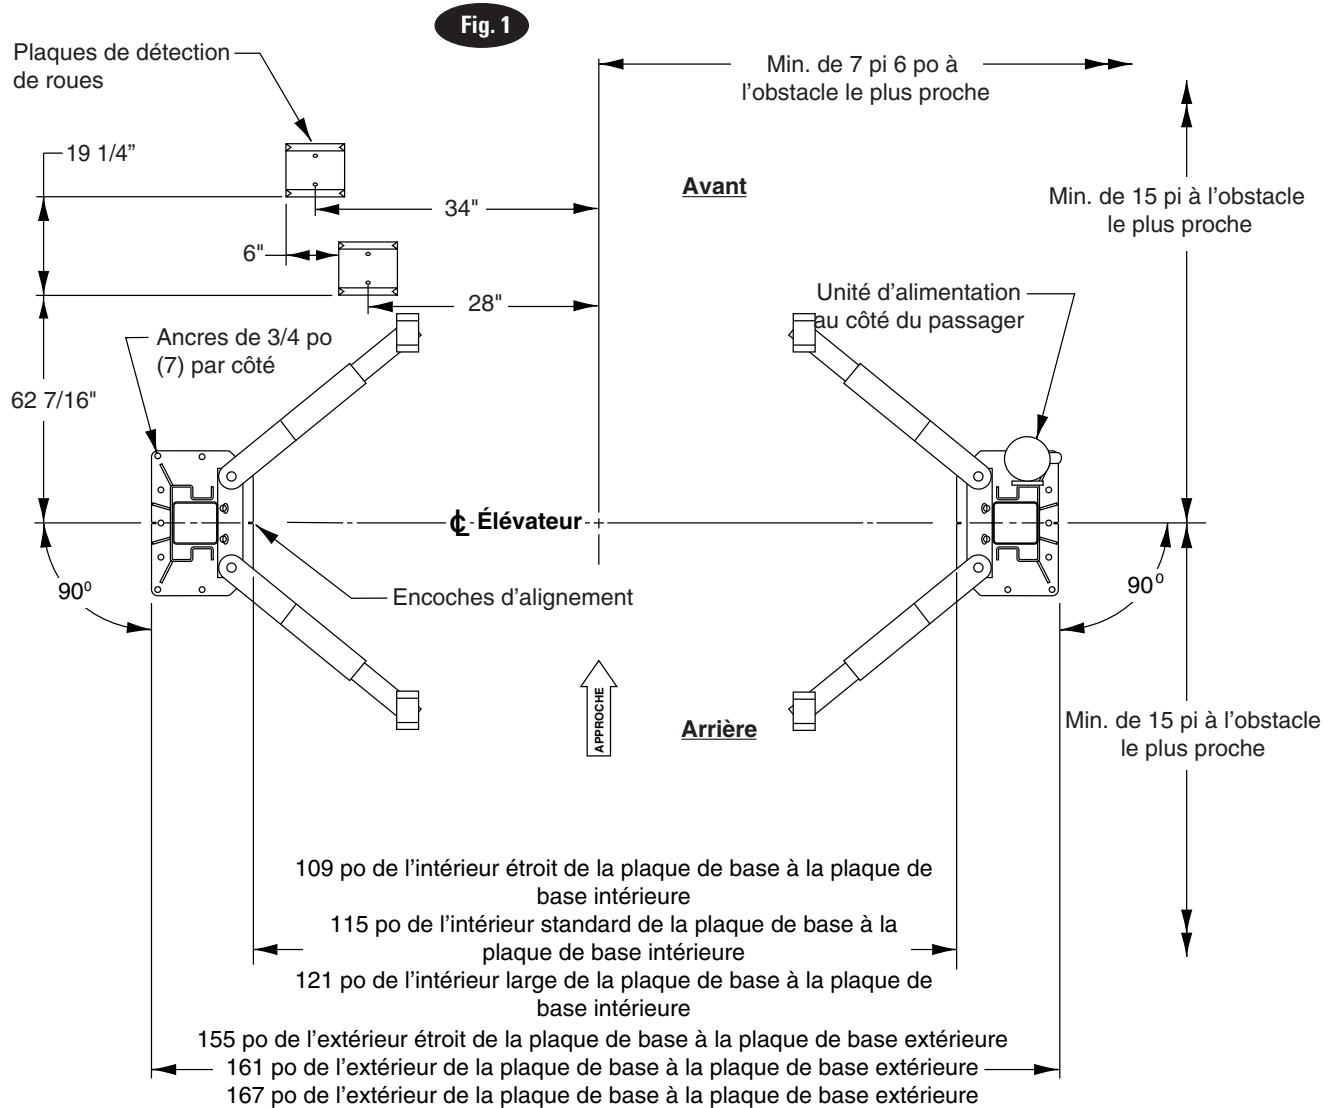 Fig. 1
Plaques de détection
de roues
Min. de 7 pi 6 po à
l’obstacle le plus proche
19 1/4”
Avant
Min. de 15 pi à l’obstacle
le plus proche
34"
6"
28"
Unité d’alimentation
au côté du passager
Ancres de 3/4 po
(7) par côté
62 7/16"
℄ Élévateur
90⁰
Encoches d’alignement
90⁰
APPROCHE
Arrière
Min. de 15 pi à l’obstacle
le plus proche
109 po de l’intérieur étroit de la plaque de base à la plaque de
base intérieure
115 po de l’intérieur standard de la plaque de base à la
plaque de base intérieure
121 po de l’intérieur large de la plaque de base à la plaque de
base intérieure
155 po de l’extérieur étroit de la plaque de base à la plaque de base extérieure
161 po de l’extérieur de la plaque de base à la plaque de base extérieure
167 po de l’extérieur de la plaque de base à la plaque de base extérieure